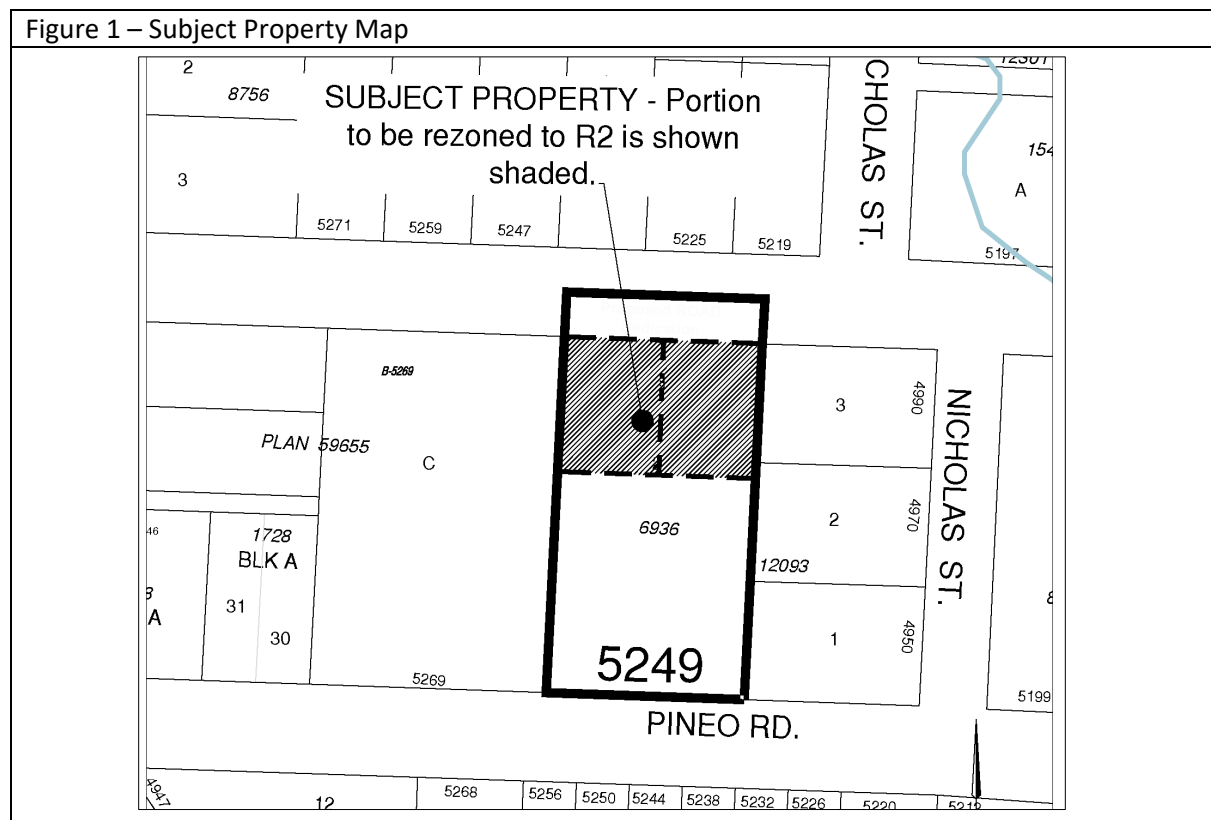 Figure 1 – Subject Property Map
2
8756
3
SUBJECT PROPERTY - Portion
to be rezoned to R2 is shown
shaded.
CHOLAS ST.
A
5271
5259
5247
5225
5219
5197
B-5269
PLAN 59655
C
3
4990
NICHOLAS ST.
46
1728
BLK A
6936
2
4970
12093
A
31
30
5249
1
4950
5269
5199
PINEO RD.
4947
12
5268
5256
5250
5244
5238
5232
5226
5220